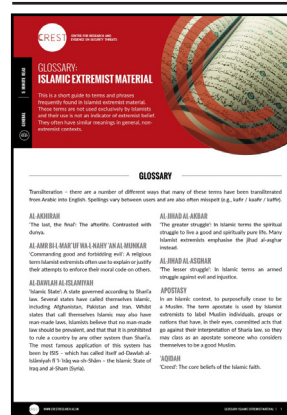 CREST
CENTRE FOR RESEARCH AND
EVIDENCE ON SECURITY THREATS
GLOSSARY:
ISLAMIC EXTREMIST MATERIAL
This is a short guide to terms and phrases
frequently found in Islamist extremist material.
These terms are not used exclusively by Islamists
and their use is not an indicator of extremist belief
They often have similar meanings in general, non-
extremist contexts.
GLOSSARY
Transliteration – there are a number of different ways that many of these terms have been transliterated
from Arabic into English. Spellings vary between users and are also often misspelt (e.g., kafir / kaafir / kaffir).
AL-AKHIRAH
'The last, the final': The afterlife. Contrasted with
dunya.
AL-AMR BI-L-MAR'UF WA-L-NAHY 'AN AL-MUNKAR
'Commanding good and forbidding evil': A religious
term Islamist extremists often use to explain or justify
their attempts to enforce their moral code on others.
AL-DAWLAH AL-ISLAMIYAH
'Islamic State': A state governed according to Shari'a
law. Several states have called themselves Islamic,
including Afghanistan, Pakistan and Iran. Whilst
states that call themselves Islamic may also have
man-made law, Islamists believe that no man-made
law should be prevalent, and that it is prohibited
to rule a country by any other system than Shari'a.
The most famous application of this system has
been by ISIS – which has called itself ad-Dawlah al-
Islāmiyah fī 'l-ʿIrāq wa-sh-Shām – the Islamic State of
Iraq and al-Sham (Syria).
AL-JIHAD AL-AKBAR
'The greater struggle': In Islamic terms the spiritual
struggle to live a good and spiritually pure life. Many
Islamist extremists emphasise the jihad al-asghar
instead.
AL-JIHAD AL-ASGHAR
'The lesser struggle': In Islamic terms an armed
struggle against evil and injustice.
APOSTASY
In an Islamic context, to purposefully cease to be
a Muslim. The term apostate is used by Islamist
extremists to label Muslim individuals, groups or
nations that have, in their eyes, committed acts that
go against their interpretation of Sharia law, so they
may class as an apostate someone who considers
themselves to be a good Muslim.
'AQIDAH
'Creed': The core beliefs of the Islamic faith.
WWW.CRESTRESEARCH.AC.UK